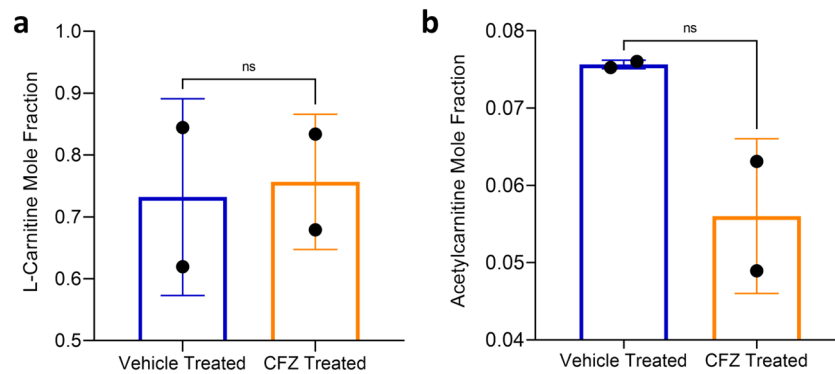 a
L-Carnitine Mole Fraction
1.0
0.9
0.8
0.7
0.6
0.5
ns
Vehicle Treated
CFZ Treated
b
Acetylcarnitine Mole Fraction
0.08
0.07
0.06
0.05
0.04
ns
Vehicle Treated
CFZ Treated